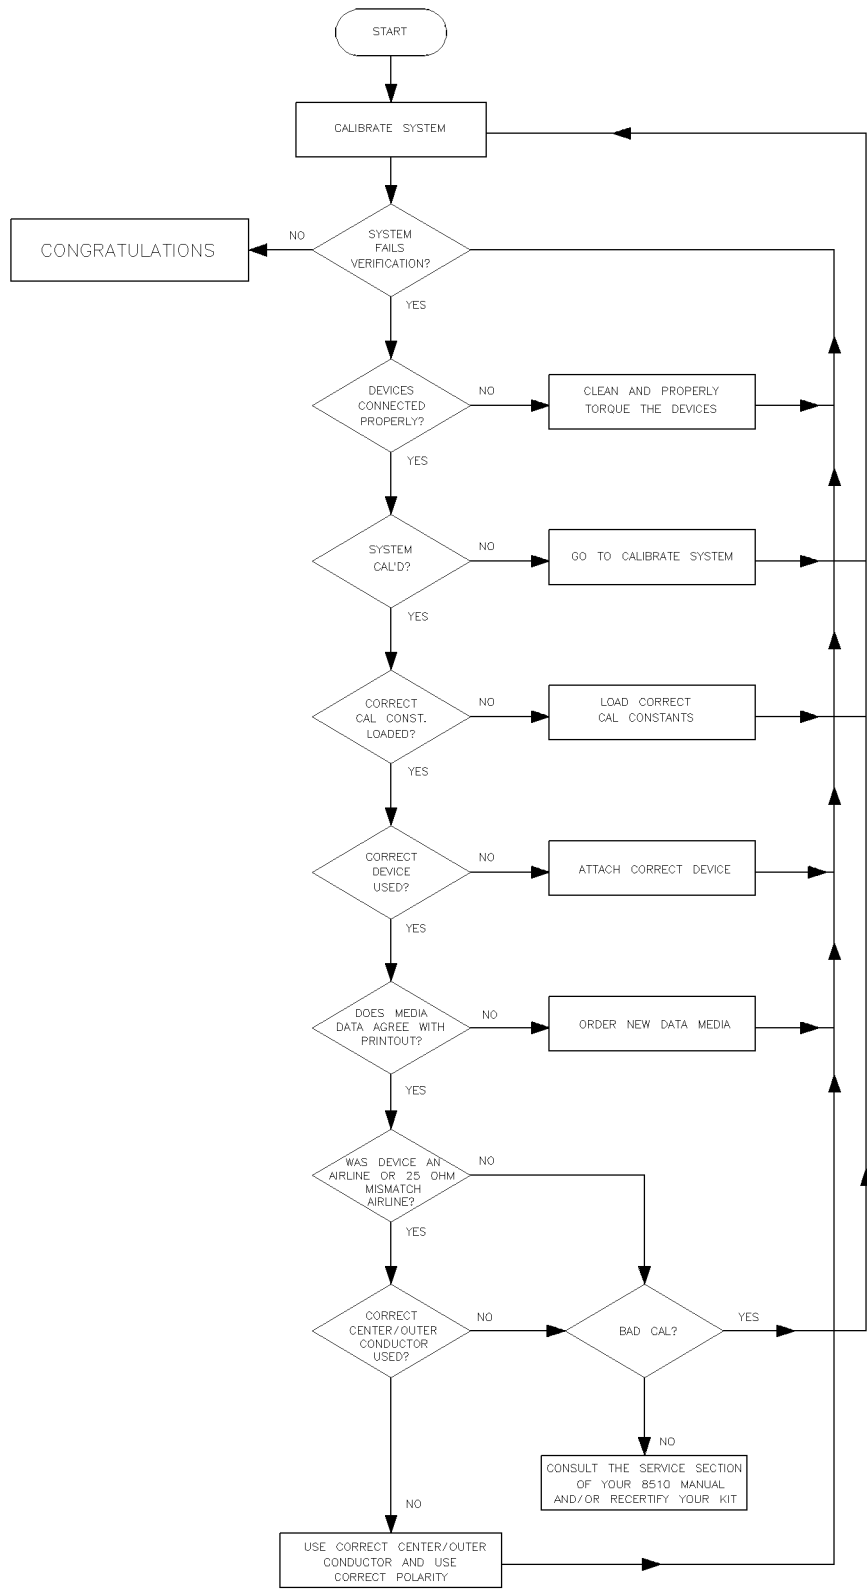 START
CALIBRATE SYSTEM
SYSTEM
FAILS
VERIFICATION?
NO
CONGRATULATIONS
YES
DEVICES
CONNECTED
PROPERLY?
NO
CLEAN AND PROPERLY
TORQUE THE DEVICES
YES
SYSTEM
CAL'D?
NO
GO TO CALIBRATE SYSTEM
YES
CORRECT
CAL CONST.
LOADED?
NO
LOAD CORRECT
CAL CONSTANTS
YES
CORRECT
DEVICE
USED?
NO
ATTACH CORRECT DEVICE
YES
DOES MEDIA
DATA AGREE WITH
PRINTOUT?
NO
ORDER NEW DATA MEDIA
YES
WAS DEVICE AN
AIRLINE OR 25 OHM
MISMATCH
AIRLINE?
NO
YES
CORRECT
CENTER/OUTER
CONDUCTOR
USED?
NO
BAD CAL?
YES
NO
CONSULT THE SERVICE SECTION
OF YOUR 8510 MANUAL
AND/OR RECERTIFY YOUR KIT
NO
USE CORRECT CENTER/OUTER
CONDUCTOR AND USE
CORRECT POLARITY